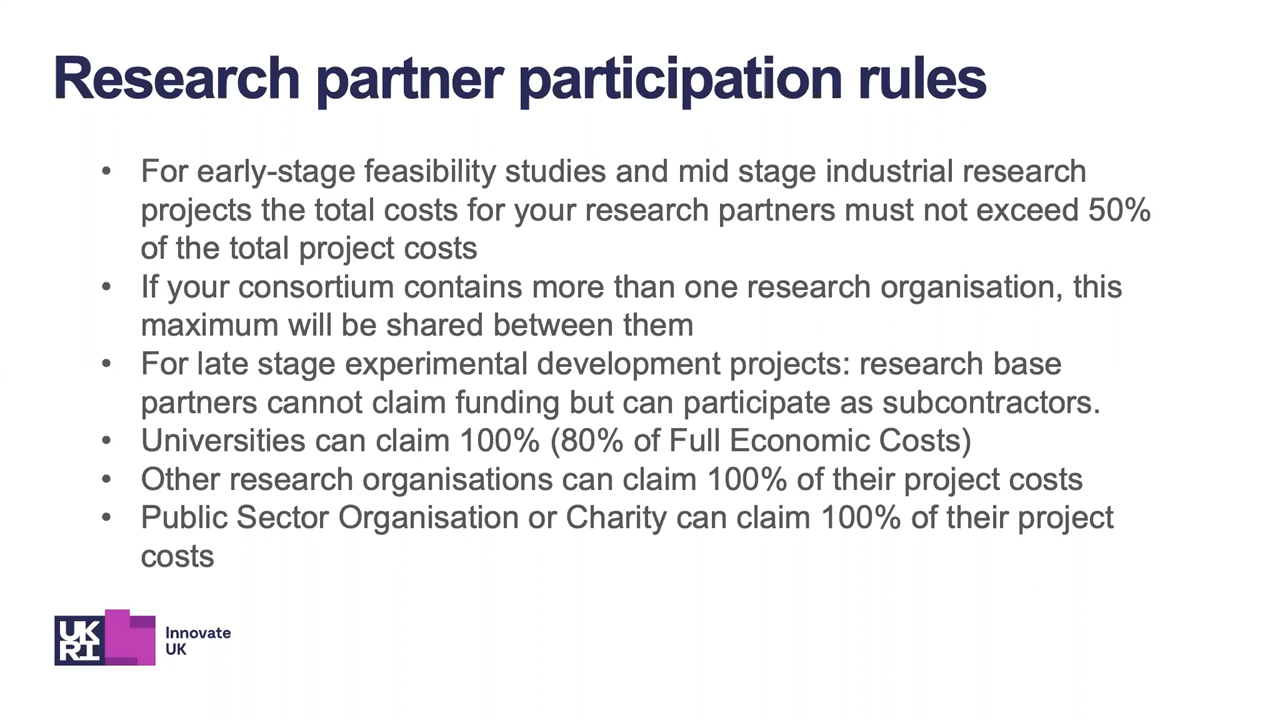 Research partner participation rules
• For early-stage feasibility studies and mid stage industrial research
projects the total costs for your research partners must not exceed 50%
of the total project costs
• If your consortium contains more than one research organisation, this
maximum will be shared between them
• For late stage experimental development projects: research base
partners cannot claim funding but can participate as subcontractors.
• Universities can claim 100% (80% of Full Economic Costs)
• Other research organisations can claim 100% of their project costs
• Public Sector Organisation or Charity can claim 100% of their project
costs
UK
RI
Innovate
UK